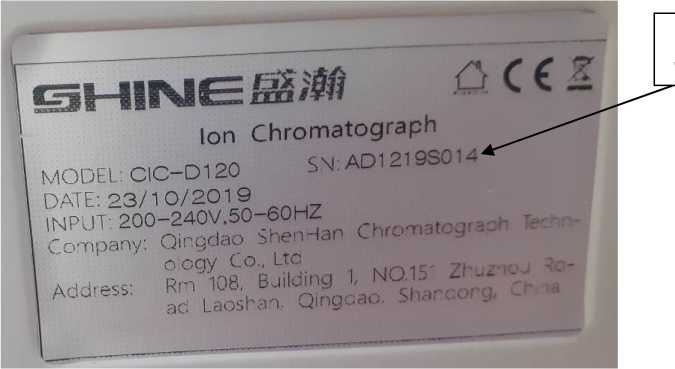 SHINE盛瀚
CE
Ion Chromatograph
MODEL: CIC-D120 SN: AD1219S014
DATE: 23/10/2019
INPUT: 200-240V,50-60HZ
Company: Qingdao ShenHan Chromatograph Techn-
ology Co., Ltd
Address: Rm 108, Building 1, NO.151 Zhuzhou Ro-
ad Laoshan, Qingdao, Shandong, China